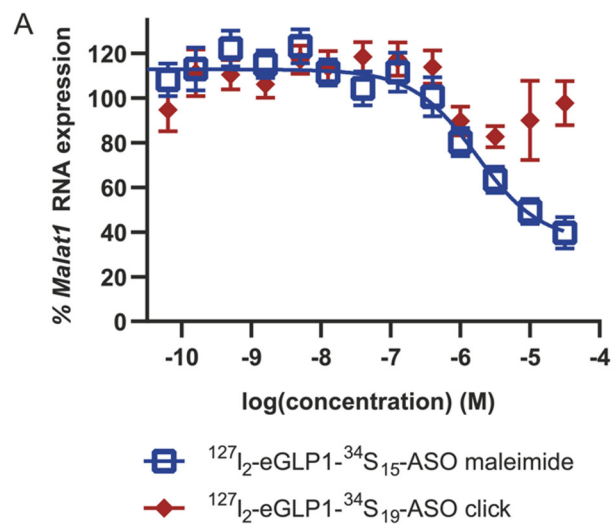 A
% Malat1 RNA expression
120
100
80
60
40
20
0
-10 -9 -8 -7 -6 -5 -4
log(concentration) (M)
¹²⁷I₂-eGLP1-³⁴S₁₅-ASO maleimide
¹²⁷I₂-eGLP1-³⁴S₁₉-ASO click